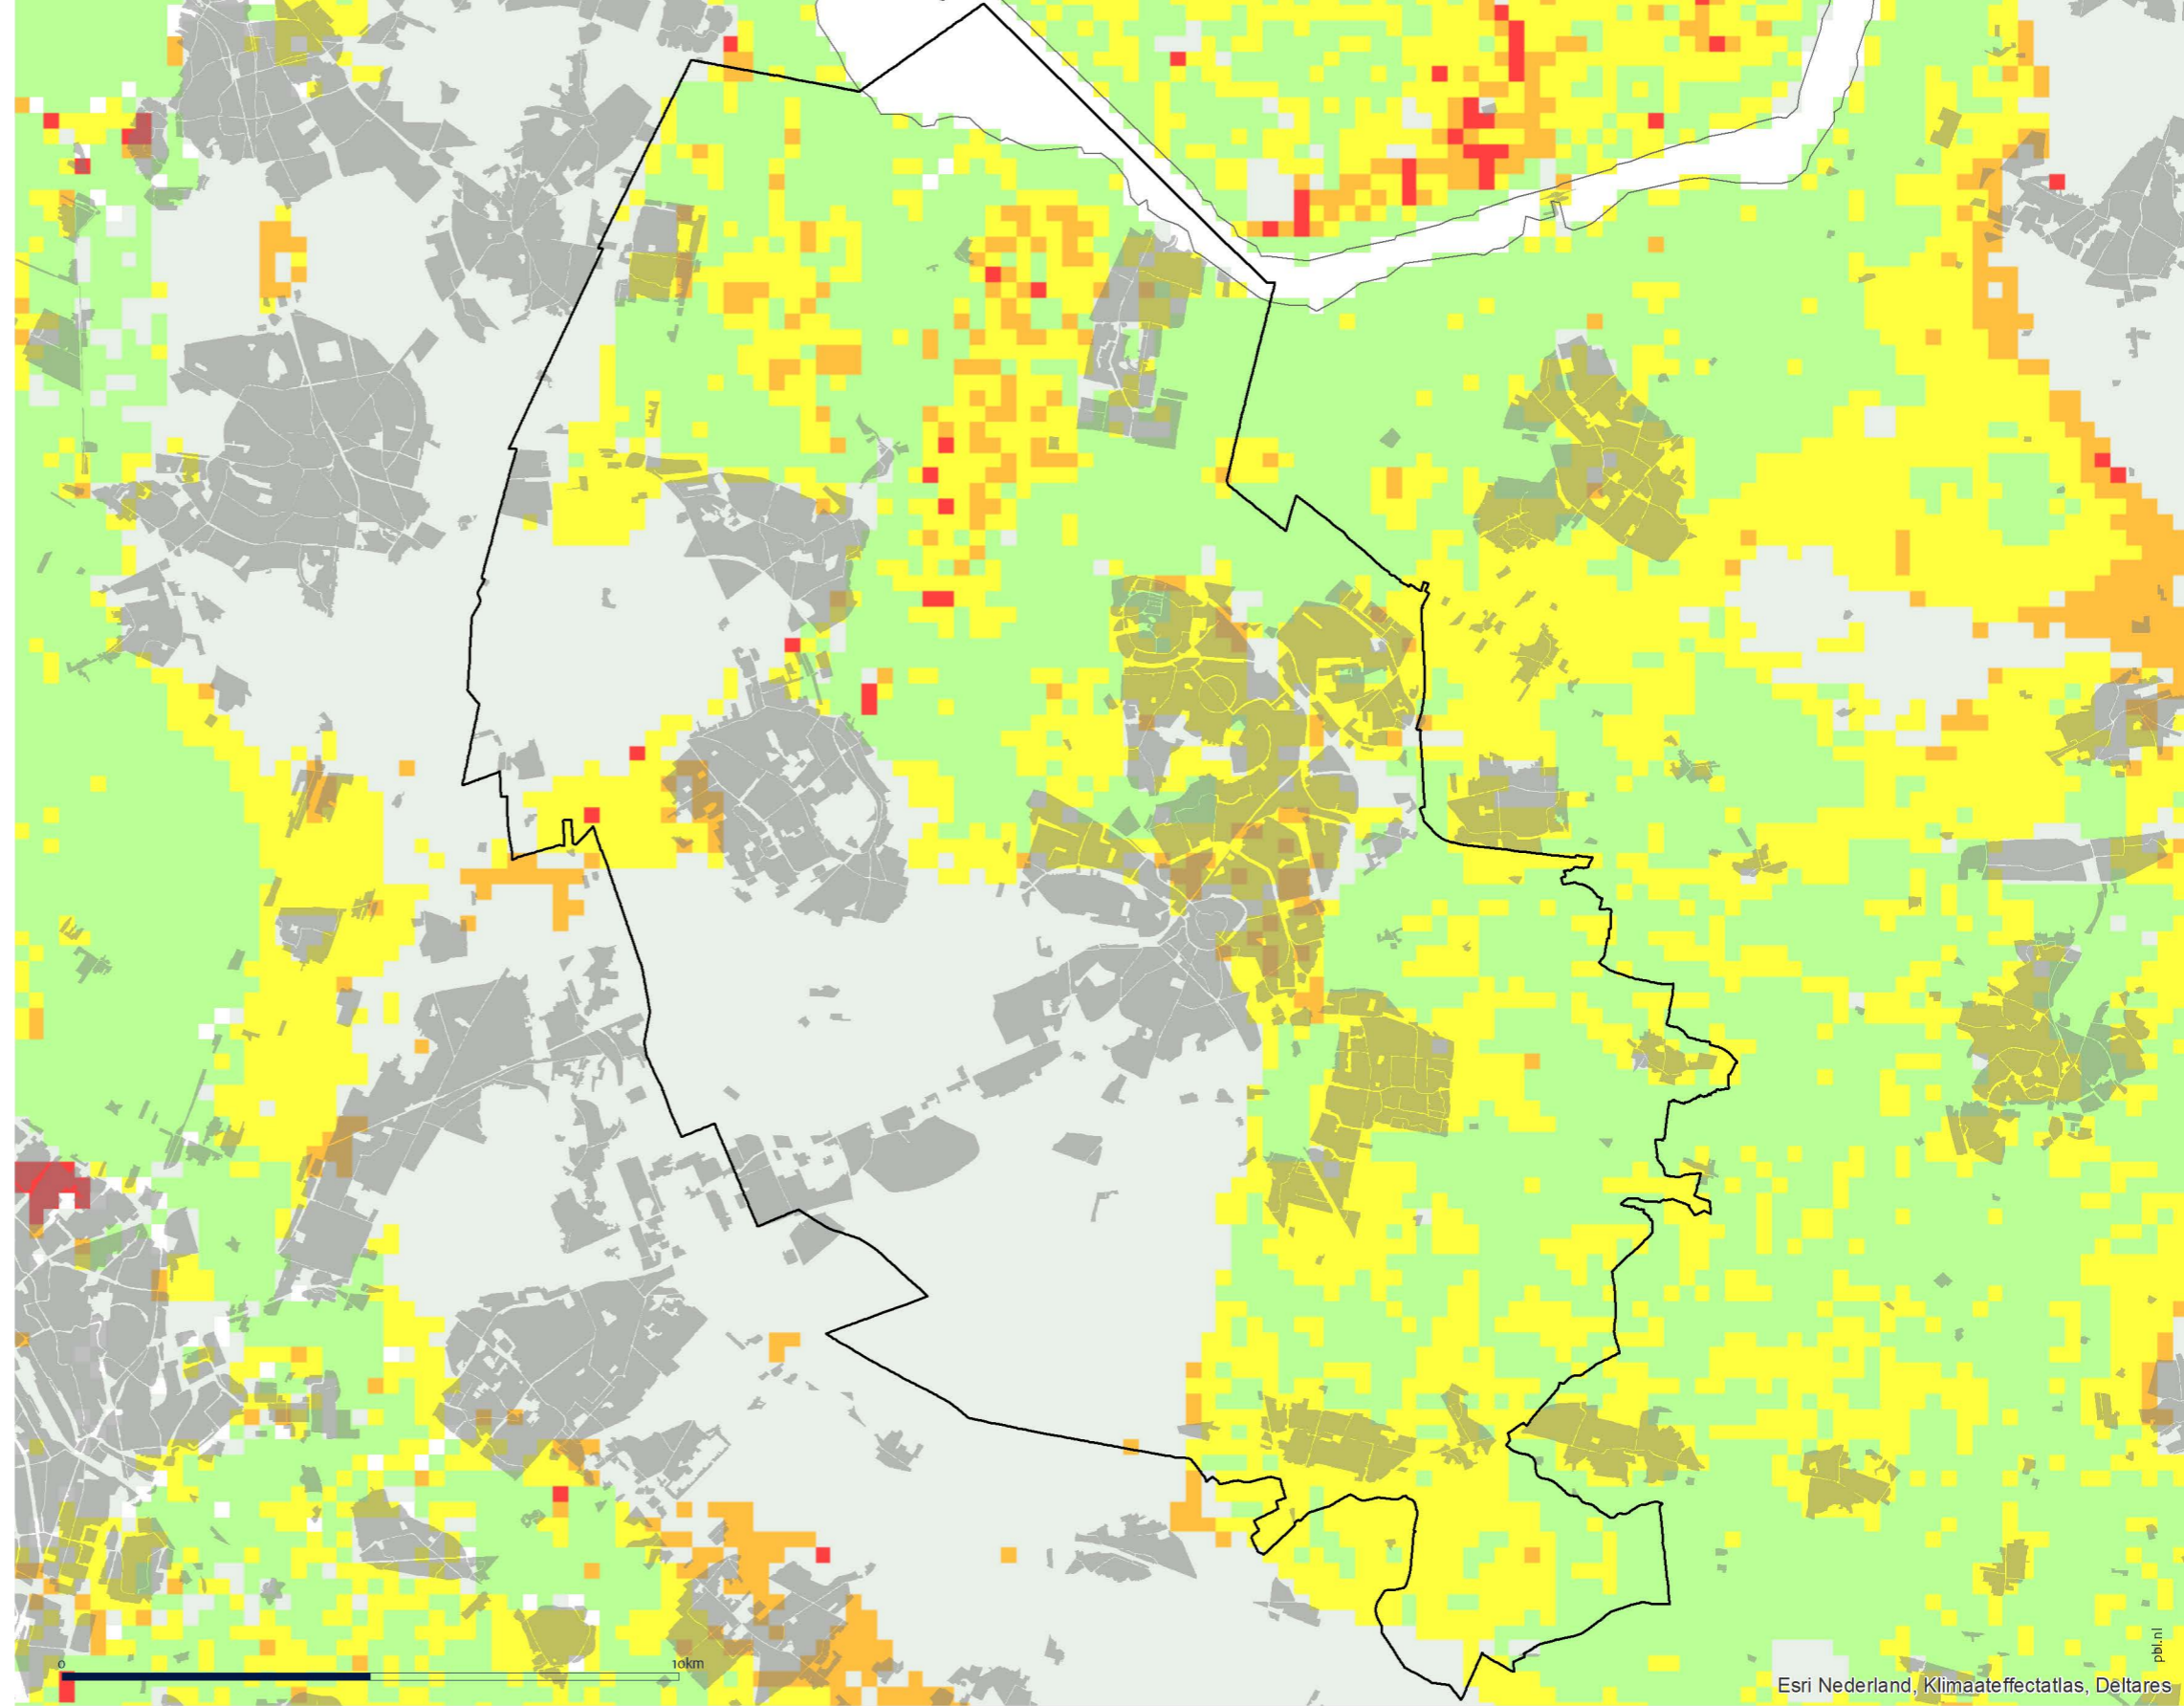 0
10km
pbl.nl
Esri Nederland, Klimaateffectatlas, Deltares